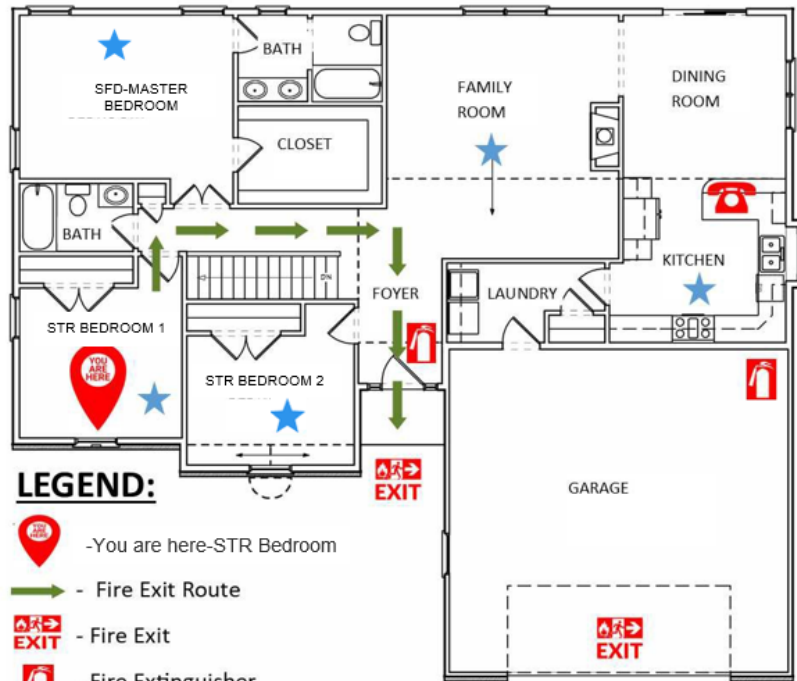 BATH
SFD-MASTER
BEDROOM
FAMILY
ROOM
DINING
ROOM
CLOSET
BATH
KITCHEN
FOYER
LAUNDRY
DN
STR BEDROOM 1
YOU
ARE
HERE
STR BEDROOM 2
EXIT
GARAGE
EXIT
LEGEND:
YOU
ARE
HERE
-You are here-STR Bedroom
- Fire Exit Route
EXIT - Fire Exit
- Fire Extinguisher